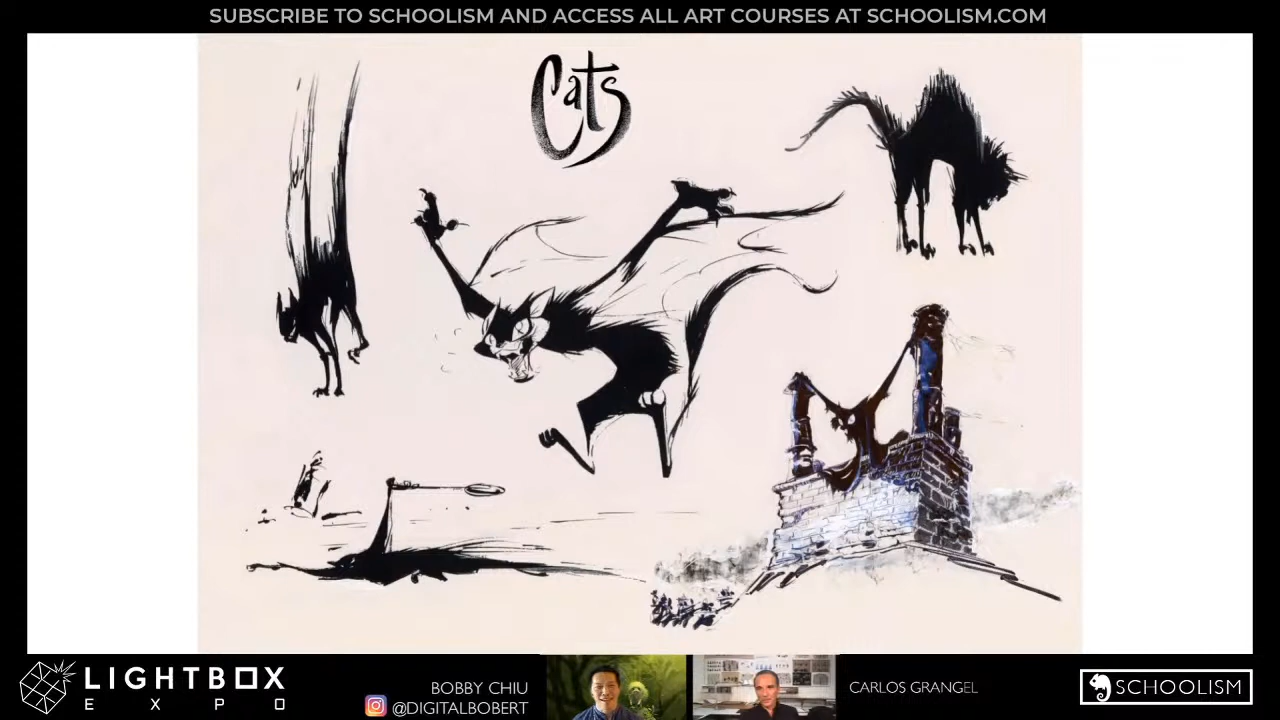 SUBSCRIBE TO SCHOOLISM AND ACCESS ALL ART COURSES AT SCHOOLISM.COM
Cats
LIGHTBOX
EXPO
BOBBY CHIU
@DIGITALBOBERT
CARLOS GRANGEL
SCHOOLISM